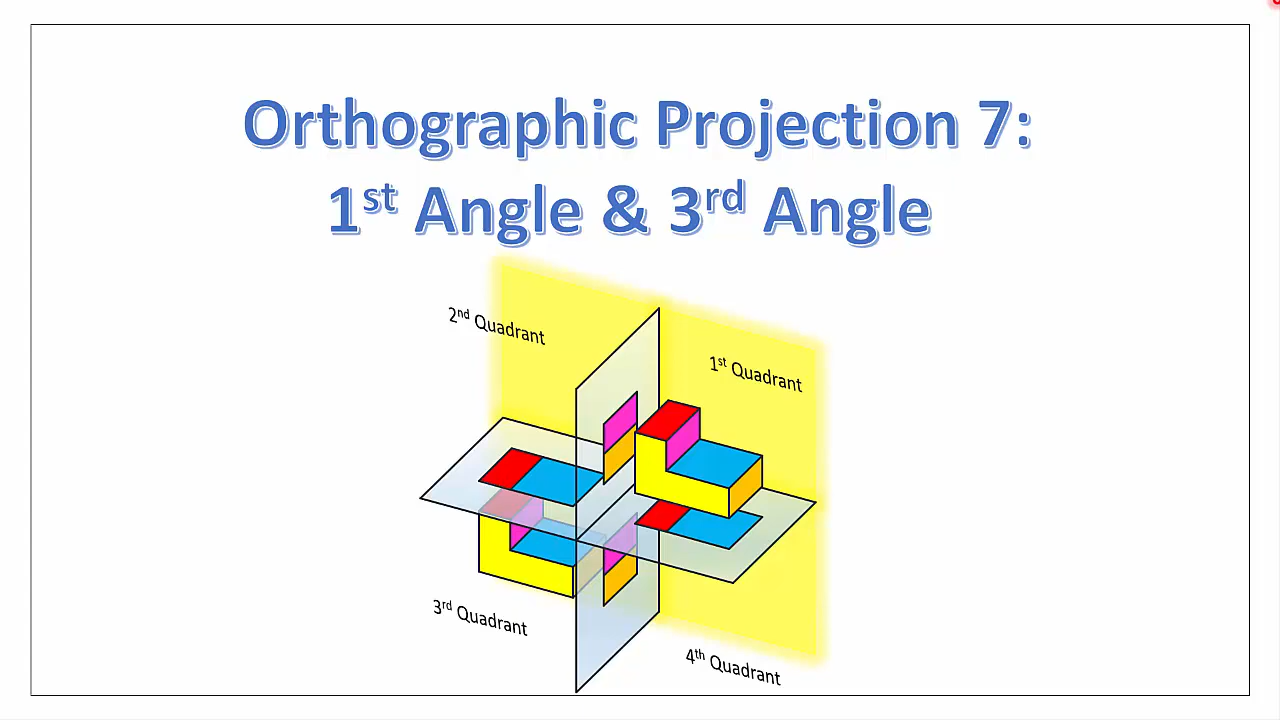 Orthographic Projection 7:
1st Angle & 3rd Angle
2nd Quadrant
1st Quadrant
3rd Quadrant
4th Quadrant